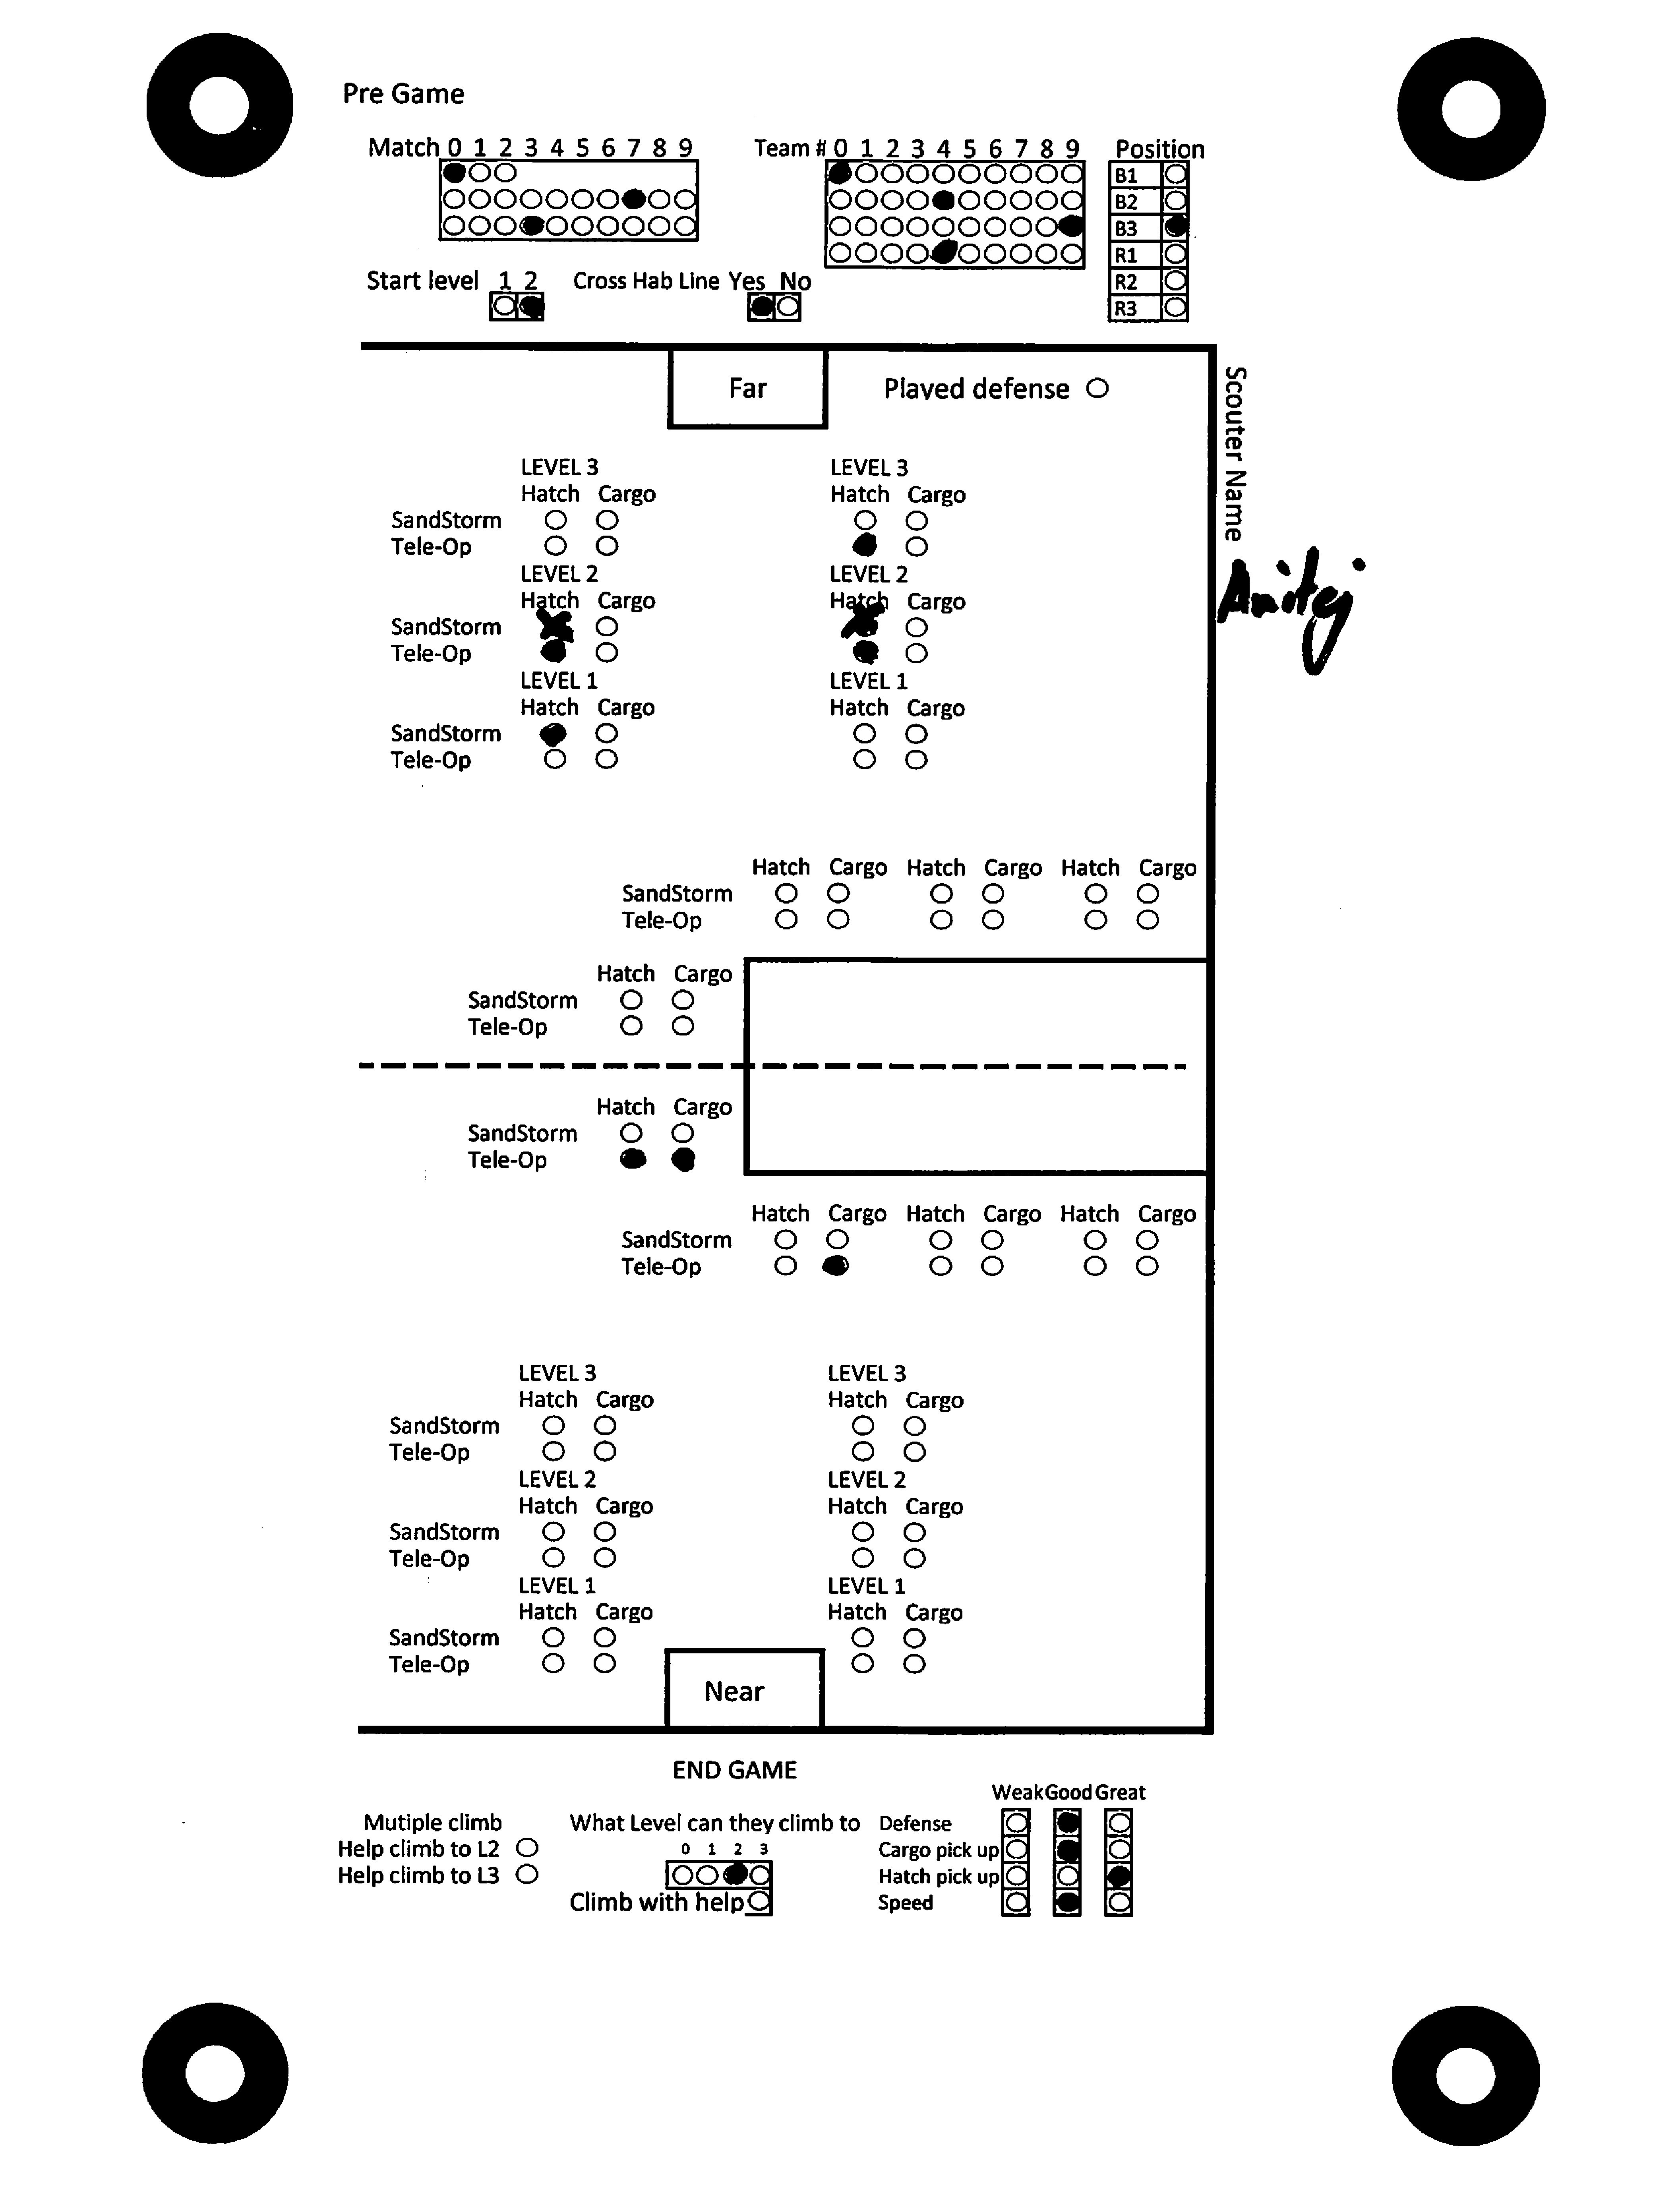 Pre Game
Match 0 1 2 3 4 5 6 7 8 9
Team # 0 1 2 3 4 5 6 7 8 9
Position
B1
B2
B3
R1
R2
R3
Start level 1 2 Cross Hab Line Yes No
Far
Played defense
Scouter Name
LEVEL 3 LEVEL 3
Hatch Cargo Hatch Cargo
SandStorm
Tele-Op
LEVEL 2 LEVEL 2
Hatch Cargo Hatch Cargo
SandStorm
Tele-Op
LEVEL 1 LEVEL 1
Hatch Cargo Hatch Cargo
SandStorm
Tele-Op
Hatch Cargo Hatch Cargo Hatch Cargo
SandStorm
Tele-Op
Hatch Cargo
SandStorm
Tele-Op
Hatch Cargo
SandStorm
Tele-Op
Hatch Cargo Hatch Cargo Hatch Cargo
SandStorm
Tele-Op
LEVEL 3 LEVEL 3
Hatch Cargo Hatch Cargo
SandStorm
Tele-Op
LEVEL 2 LEVEL 2
Hatch Cargo Hatch Cargo
SandStorm
Tele-Op
LEVEL 1 LEVEL 1
Hatch Cargo Hatch Cargo
SandStorm
Tele-Op
Near
END GAME
Mutiple climb
Help climb to L2
Help climb to L3
What Level can they climb to
0 1 2 3
Climb with help
Weak Good Great
Defense
Cargo pick up
Hatch pick up
Speed